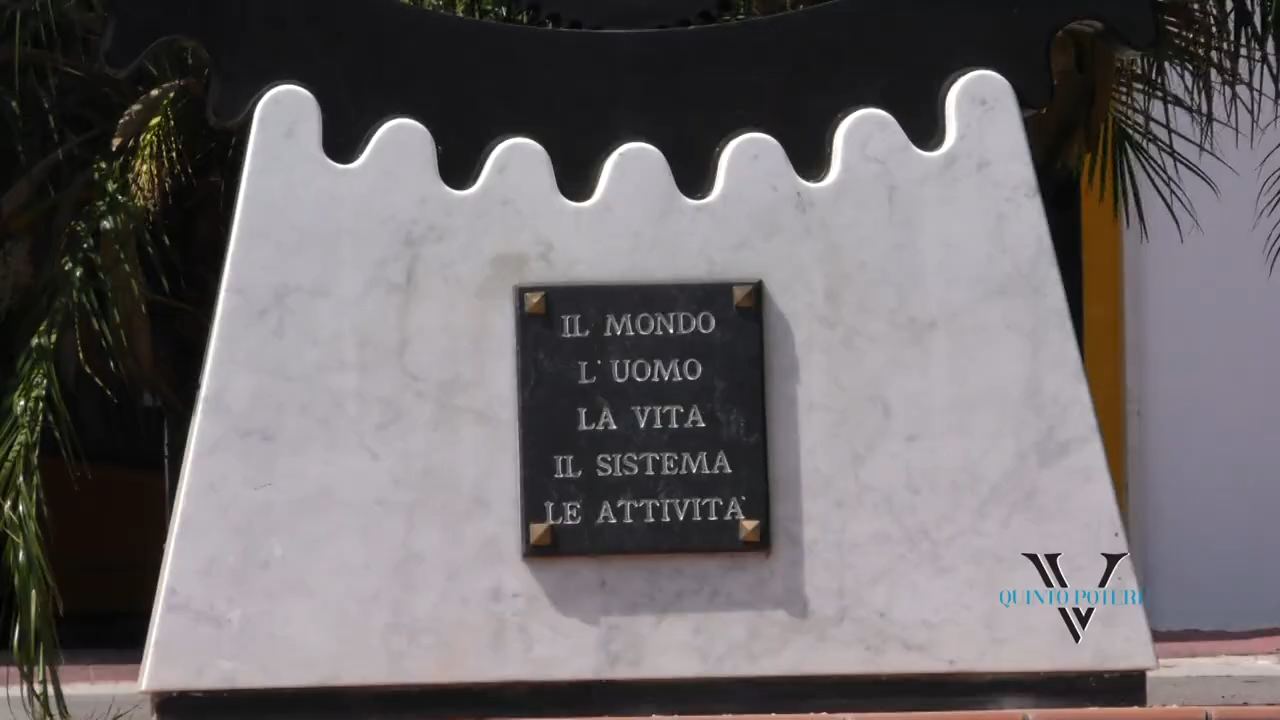 IL MONDO
L'UOMO
LA VITA
IL SISTEMA
LE ATTIVITA'
V
QUINTO POTERE